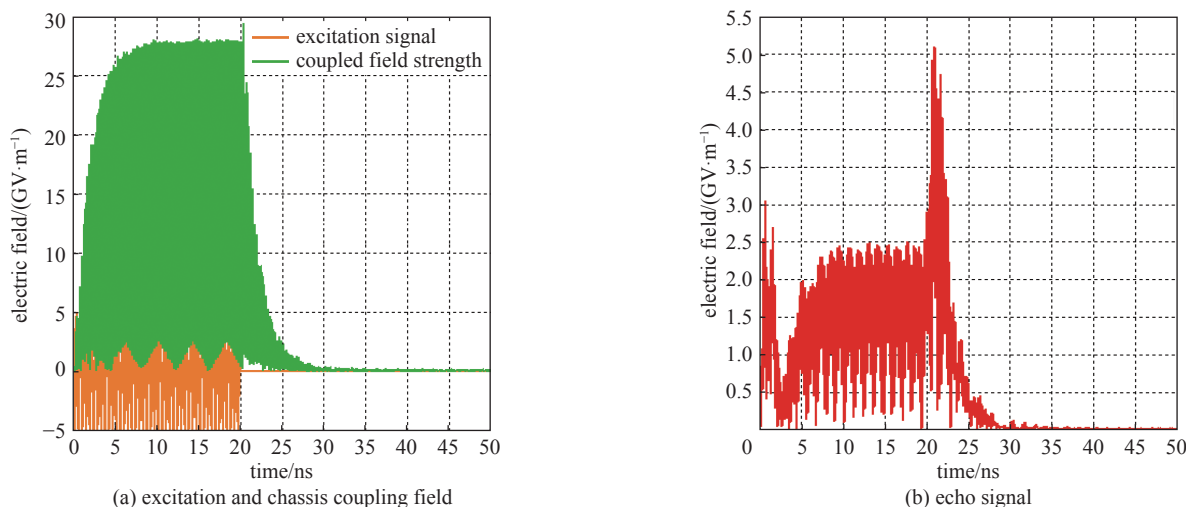 30
25
20
15
10
5
0
−5
excitation signal
coupled field strength
electric field/(GV·m⁻¹)
0 5 10 15 20 25 30 35 40 45 50
time/ns
(a) excitation and chassis coupling field
5.5
5.0
4.5
4.0
3.5
3.0
2.5
2.0
1.5
1.0
0.5
electric field/(GV·m⁻¹)
0 5 10 15 20 25 30 35 40 45 50
time/ns
(b) echo signal